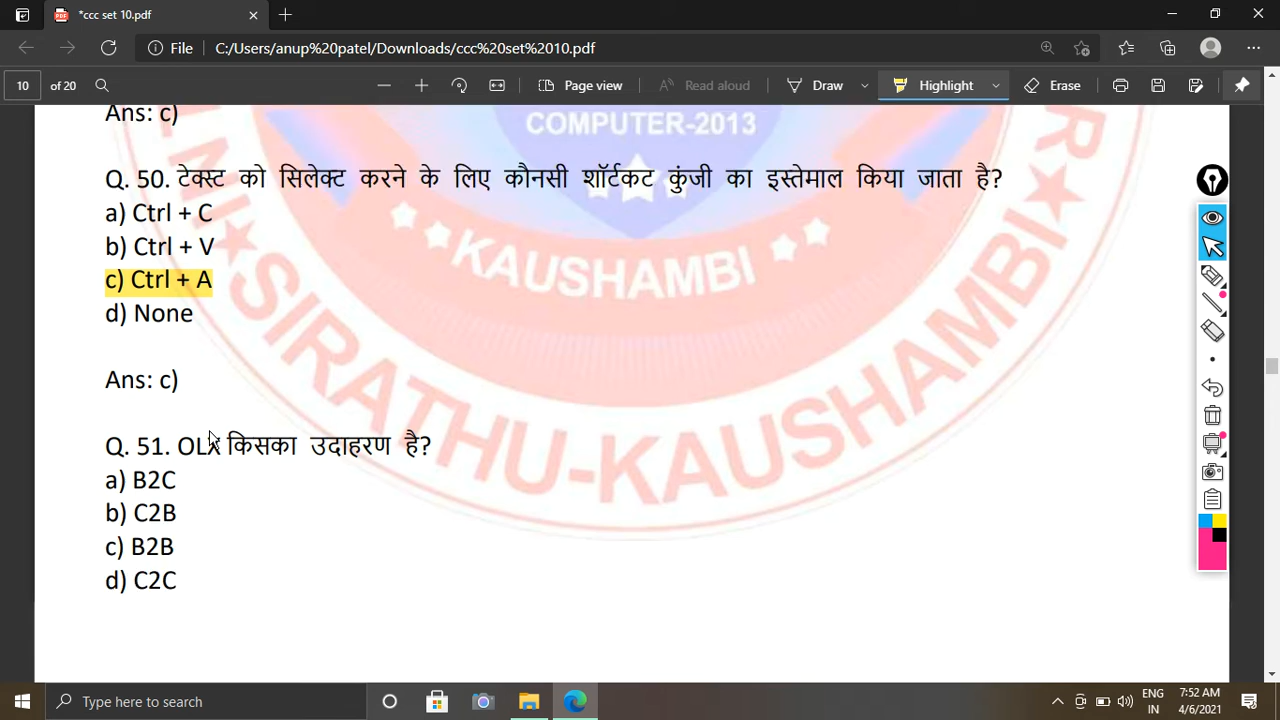 *ccc set 10.pdf
File C:/Users/anup%20patel/Downloads/ccc%20set%2010.pdf
10 of 20 Page view Read aloud Draw Highlight Erase
Ans: c)
COMPUTER-2013
Q. 50. टेक्स्ट को सिलेक्ट करने के लिए कौनसी शॉर्टकट कुंजी का इस्तेमाल किया जाता है?
a) Ctrl + C
b) Ctrl + V
KAUSHAMBI
c) Ctrl + A
d) None
SIRATHU-KAUSHAMBI
Ans: c)
Q. 51. OLX किसका उदाहरण है?
a) B2C
b) C2B
c) B2B
d) C2C
Type here to search
ENG
IN
7:52 AM
4/6/2021